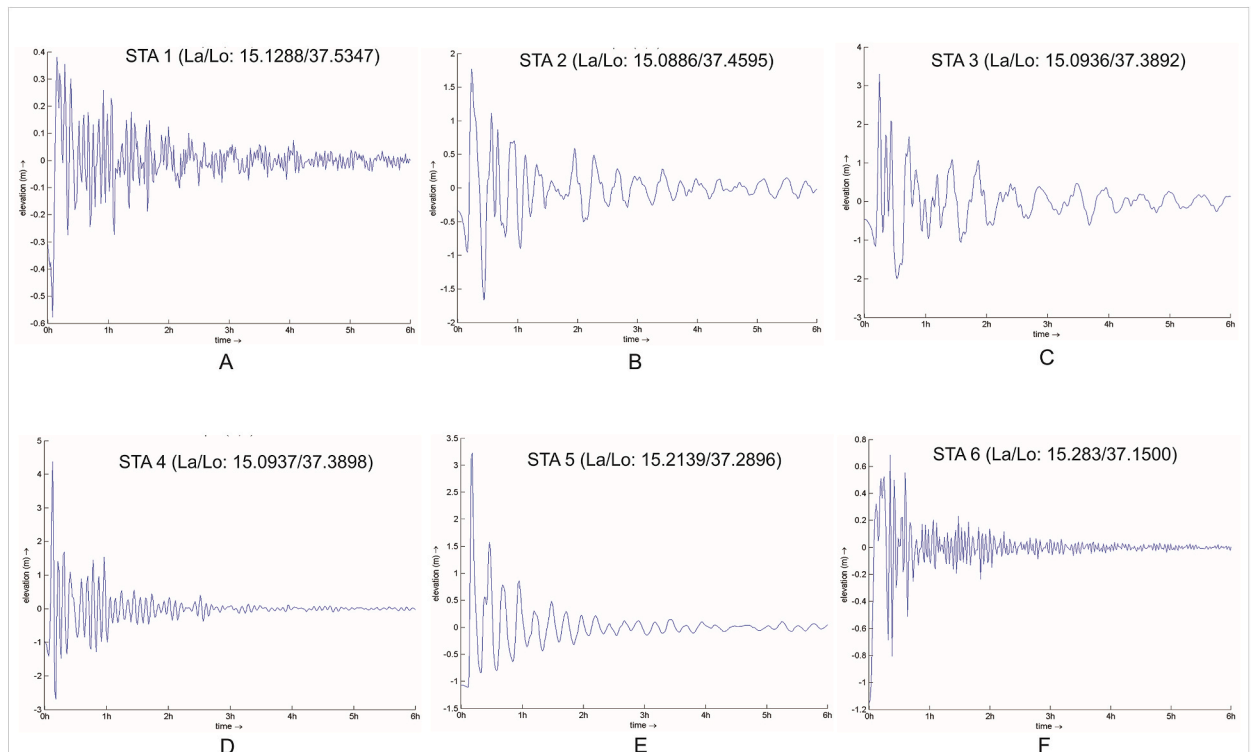 STA 1 (La/Lo: 15.1288/37.5347)
elevation (m) →
0.4
0.3
0.2
0.1
0
-0.1
-0.2
-0.3
-0.4
-0.5
-0.6
0h 1h 2h 3h 4h 5h 6h
time →
A
STA 2 (La/Lo: 15.0886/37.4595)
elevation (m) →
2
1.5
1
0.5
0
-0.5
-1
-1.5
-2
0h 1h 2h 3h 4h 5h 6h
time →
B
STA 3 (La/Lo: 15.0936/37.3892)
elevation (m) →
4
3
2
1
0
-1
-2
-3
0h 1h 2h 3h 4h 5h 6h
time →
C
STA 4 (La/Lo: 15.0937/37.3898)
elevation (m) →
5
4
3
2
1
0
-1
-2
-3
0h 1h 2h 3h 4h 5h 6h
time →
D
STA 5 (La/Lo: 15.2139/37.2896)
elevation (m) →
3.5
3
2.5
2
1.5
1
0.5
0
-0.5
-1
-1.5
0h 1h 2h 3h 4h 5h 6h
time →
E
STA 6 (La/Lo: 15.283/37.1500)
elevation (m) →
0.8
0.6
0.4
0.2
0
-0.2
-0.4
-0.6
-0.8
-1
-1.2
0h 1h 2h 3h 4h 5h 6h
time →
F